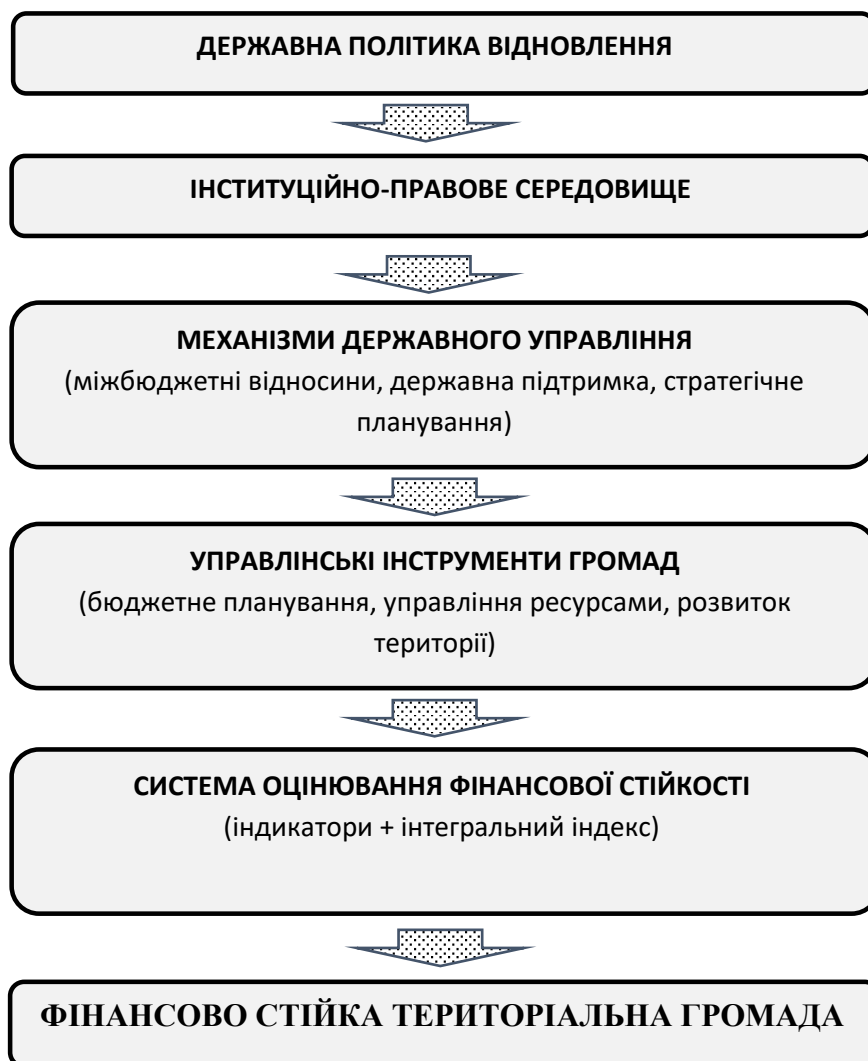 ДЕРЖАВНА ПОЛІТИКА ВІДНОВЛЕННЯ
ІНСТИТУЦІЙНО-ПРАВОВЕ СЕРЕДОВИЩЕ
МЕХАНІЗМИ ДЕРЖАВНОГО УПРАВЛІННЯ
(міжбюджетні відносини, державна підтримка, стратегічне
планування)
УПРАВЛІНСЬКІ ІНСТРУМЕНТИ ГРОМАД
(бюджетне планування, управління ресурсами, розвиток
території)
СИСТЕМА ОЦІНЮВАННЯ ФІНАНСОВОЇ СТІЙКОСТІ
(індикатори + інтегральний індекс)
ФІНАНСОВО СТІЙКА ТЕРИТОРІАЛЬНА ГРОМАДА